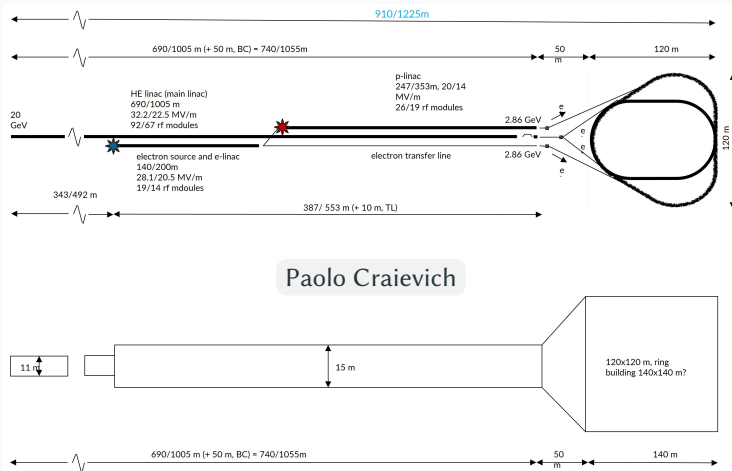 910/1225m
690/1005 m (+ 50 m, BC) = 740/1055m
50
m
120 m
p-linac
247/353m, 20/14
MV/m
26/19 rf modules
HE linac (main linac)
690/1005 m
32.2/22.5 MV/m
92/67 rf modules
20
GeV
2.86 GeV
e
e
e
e
120 m
electron source and e-linac
140/200m
28.1/20.5 MV/m
19/14 rf mdoules
electron transfer line
2.86 GeV
343/492 m
387/ 553 m (+ 10 m, TL)
Paolo Craievich
11 m
15 m
120x120 m, ring
building 140x140 m?
690/1005 m (+ 50 m, BC) = 740/1055m
50
m
140 m